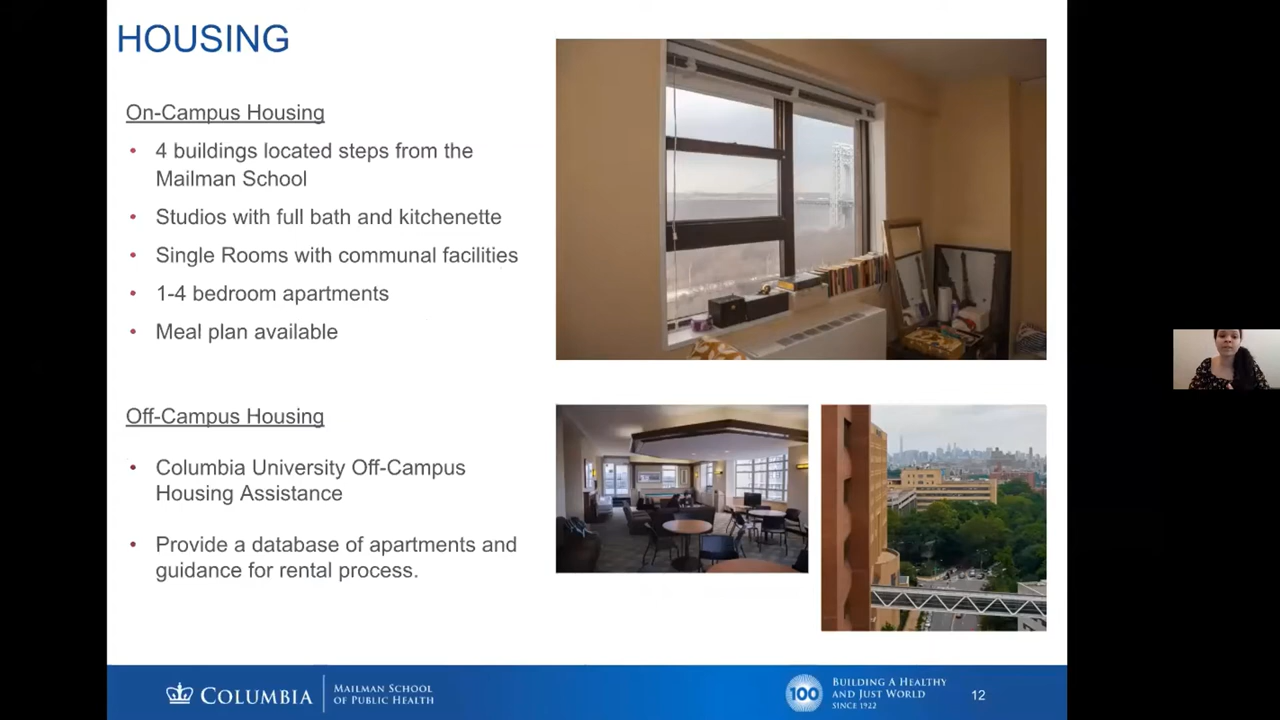 HOUSING
On-Campus Housing
• 4 buildings located steps from the
Mailman School
• Studios with full bath and kitchenette
• Single Rooms with communal facilities
• 1-4 bedroom apartments
• Meal plan available
Off-Campus Housing
• Columbia University Off-Campus
Housing Assistance
• Provide a database of apartments and
guidance for rental process.
COLUMBIA
MAILMAN SCHOOL
OF PUBLIC HEALTH
100
BUILDING A HEALTHY
AND JUST WORLD
SINCE 1922
12